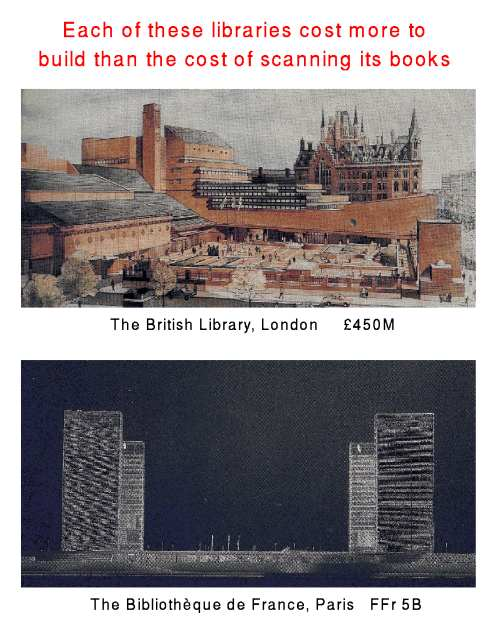 Each of these libraries cost more to
build than the cost of scanning its books
The British Library, London £450M
The Bibliothèque de France, Paris FFr 5B